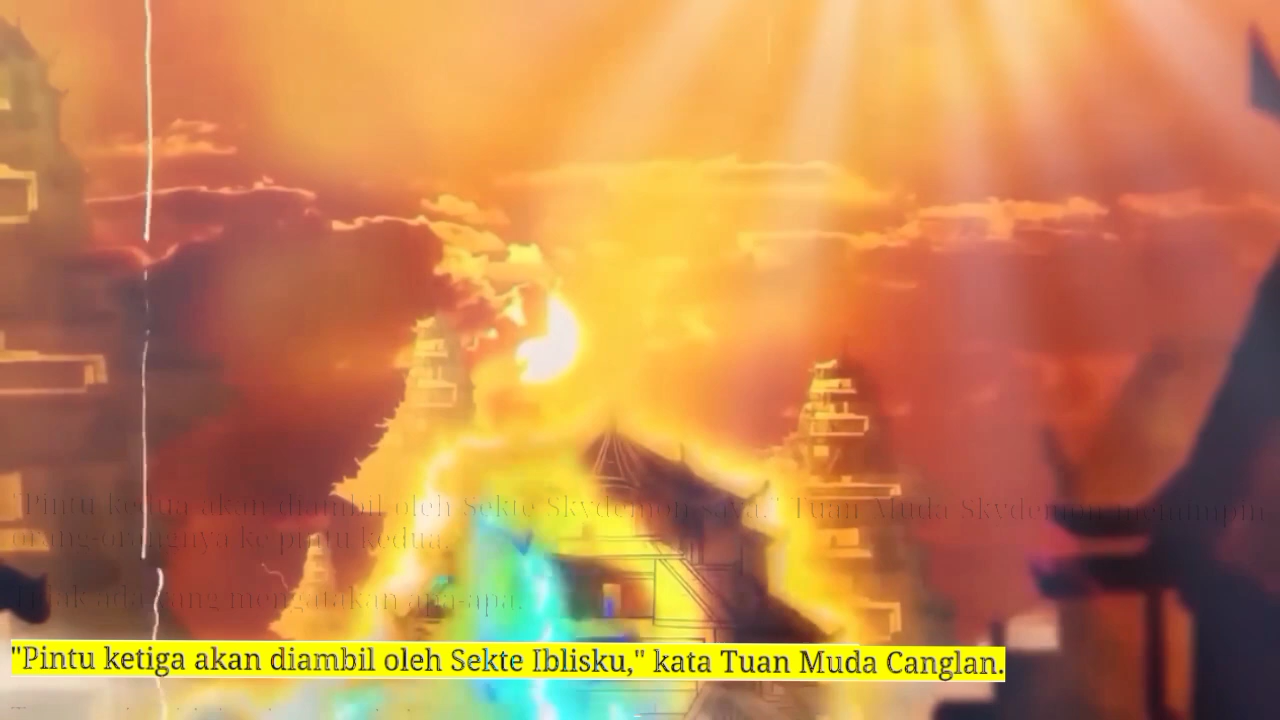 "Pintu kedua akan diambil oleh Sekte Skydemon saya." Tuan Muda Skydemon memimpin
orang-orangnya ke pintu kedua.
Tidak ada yang mengatakan apa-apa.
"Pintu ketiga akan diambil oleh Sekte Iblisku," kata Tuan Muda Canglan.